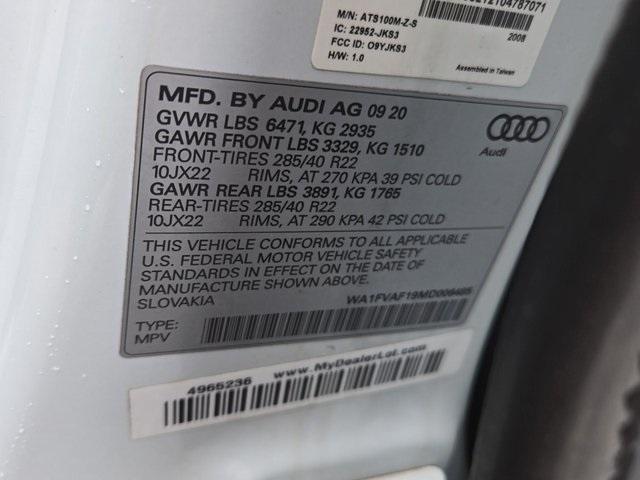 M/N: ATS100M-Z-S
IC: 22952-JKS3
FCC ID: O9YJKS3
H/W: 1.0
2008
Assembled in Taiwan
MFD. BY AUDI AG 09 20
GVWR LBS 6471, KG 2935
GAWR FRONT LBS 3329, KG 1510
FRONT-TIRES 285/40 R22
10JX22 RIMS, AT 270 KPA 39 PSI COLD
GAWR REAR LBS 3891, KG 1765
REAR-TIRES 285/40 R22
10JX22 RIMS, AT 290 KPA 42 PSI COLD
Audi
THIS VEHICLE CONFORMS TO ALL APPLICABLE
U.S. FEDERAL MOTOR VEHICLE SAFETY
STANDARDS IN EFFECT ON THE DATE OF
MANUFACTURE SHOWN ABOVE.
SLOVAKIA
TYPE:
MPV
4965236 www.MyDealerLot.com